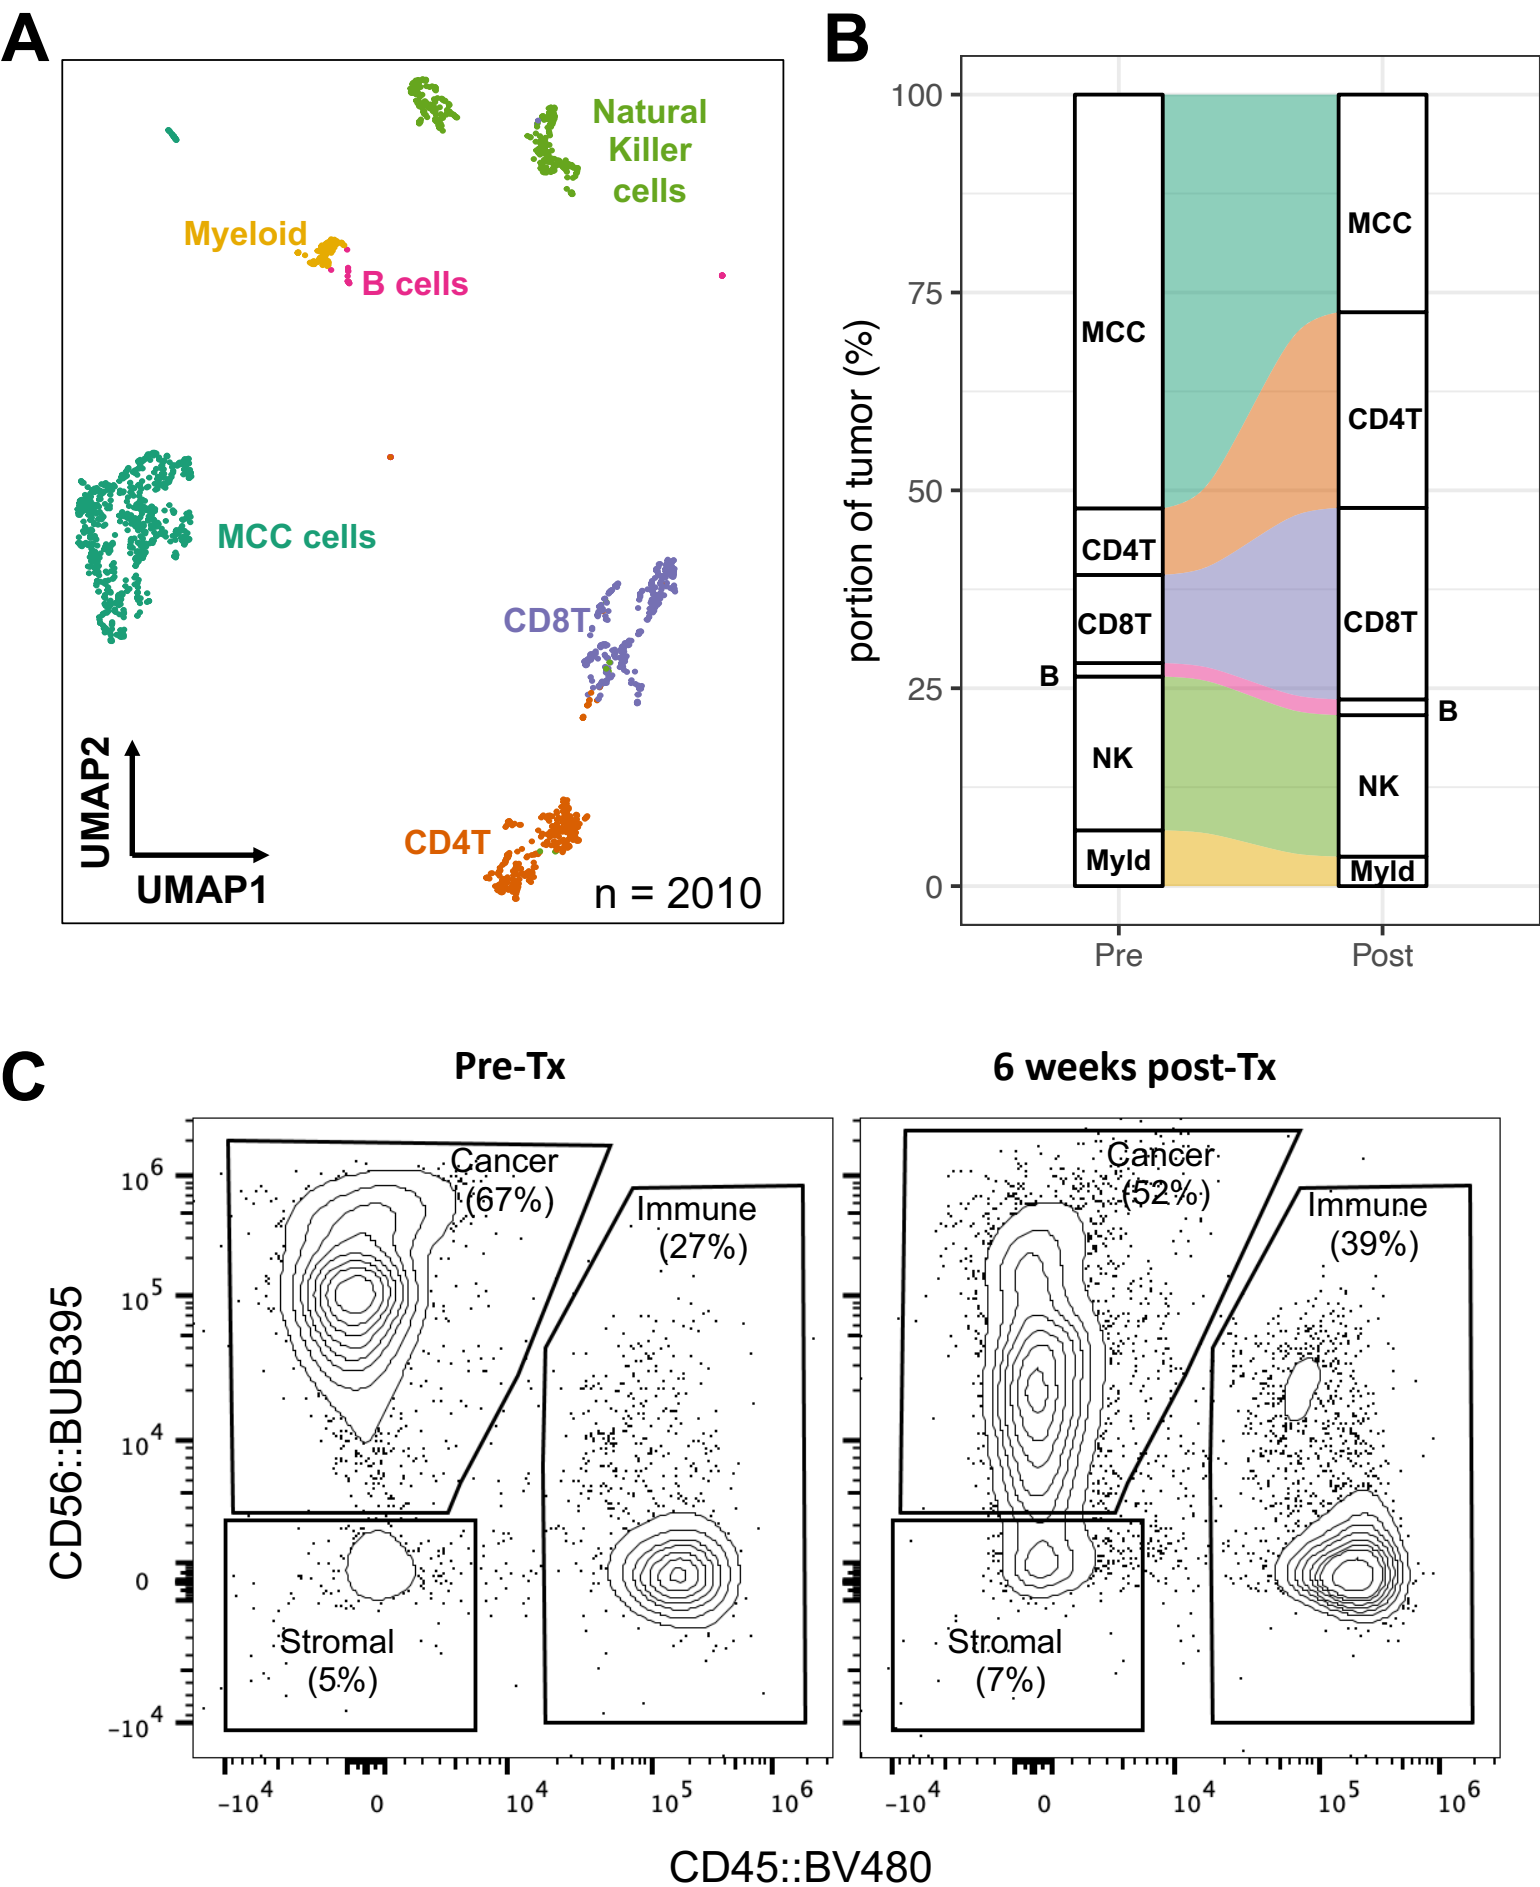 A
Natural
Killer
cells
Myeloid
B cells
MCC cells
CD8T
CD4T
UMAP2
UMAP1
n = 2010
B
portion of tumor (%)
100
75
50
25
0
MCC
CD4T
CD8T
B
NK
Myld
MCC
CD4T
CD8T
B
NK
Myld
Pre
Post
C
Pre-Tx
6 weeks post-Tx
CD56::BUB395
10^6
10^5
10^4
0
-10^4
Cancer
(67%)
Immune
(27%)
Stromal
(5%)
Cancer
(52%)
Immune
(39%)
Stromal
(7%)
-10^4
0
10^4
10^5
10^6
-10^4
0
10^4
10^5
10^6
CD45::BV480